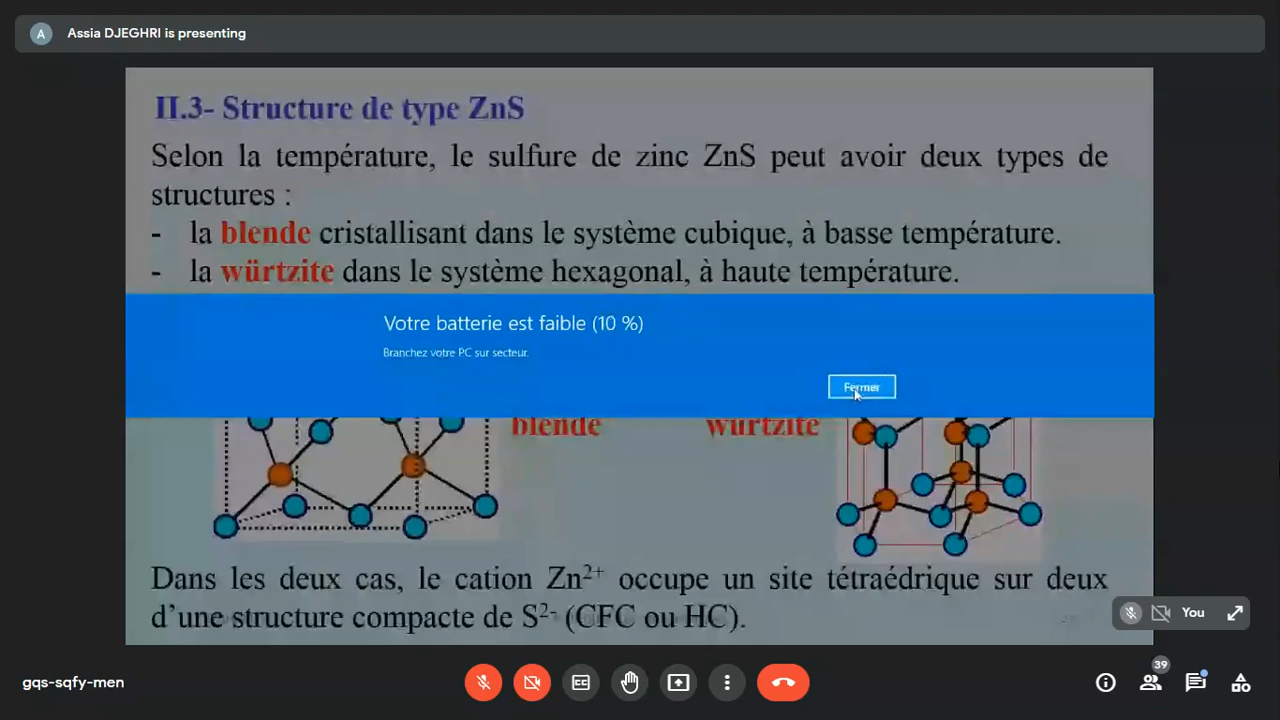 A Assia DJEGHRI is presenting
II.3- Structure de type ZnS
Selon la température, le sulfure de zinc ZnS peut avoir deux types de
structures :
- la blende cristallisant dans le système cubique, à basse température.
- la würtzite dans le système hexagonal, à haute température.
Votre batterie est faible (10 %)
Branchez votre PC sur secteur.
Fermer
blende würtzite
Dans les deux cas, le cation Zn²⁺ occupe un site tétraédrique sur deux
d’une structure compacte de S²⁻ (CFC ou HC).
You
gqs-sqfy-men
CC
39